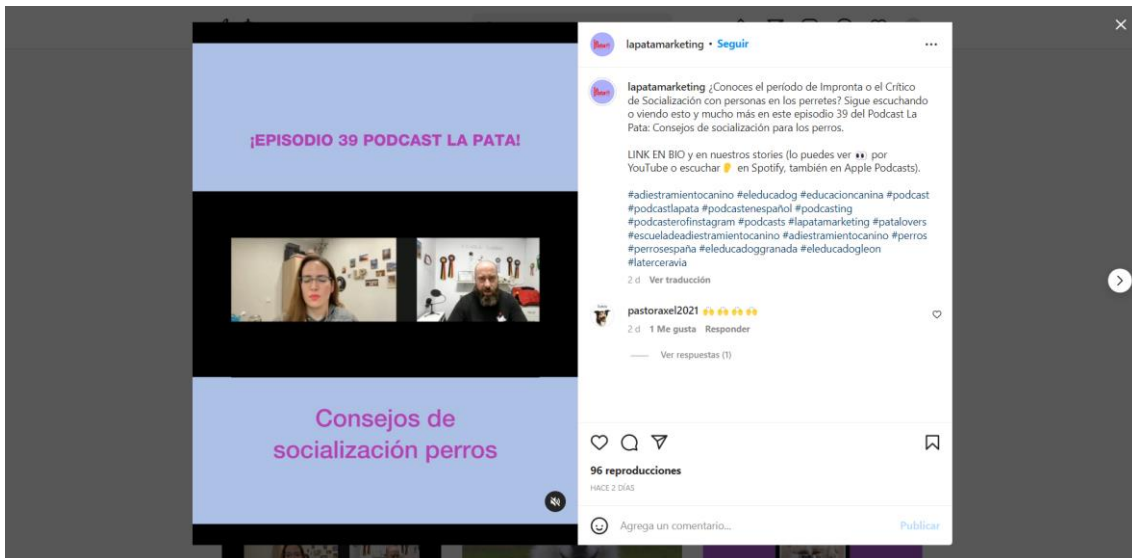 ¡EPISODIO 39 PODCAST LA PATA!
Consejos de
socialización perros
lapatamarketing • Seguir
lapatamarketing ¿Conoces el período de Impronta o el Crítico
de Socialización con personas en los perretes? Sigue escuchando
o viendo esto y mucho más en este episodio 39 del Podcast La
Pata: Consejos de socialización para los perros.
LINK EN BIO y en nuestros stories (lo puedes ver 👀 por
YouTube o escuchar 👂 en Spotify, también en Apple Podcasts).
#adiestramientocanino #eleducadog #educacioncanina #podcast
#podcastlapata #podcastenespañol #podcasting
#podcasterofinstagram #podcasts #lapatamarketing #patalovers
#escueladeadiestramientocanino #adiestramientocanino #perros
#perrosespaña #eleducadoggranada #eleducadogleon
#laterceravia
2 d Ver traducción
pastoraxel2021 🙌🙌🙌🙌
2 d 1 Me gusta Responder
Ver respuestas (1)
96 reproducciones
HACE 2 DÍAS
Agrega un comentario...
Publicar